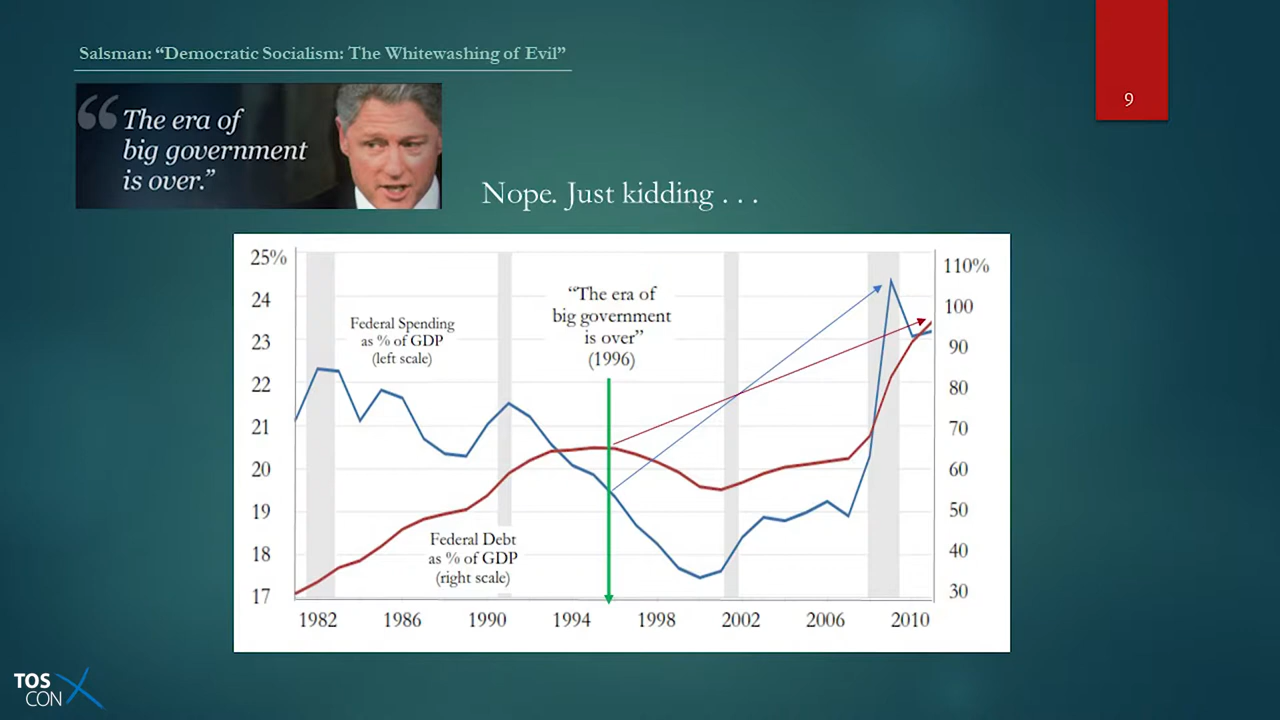 Salsman: “Democratic Socialism: The Whitewashing of Evil”
9
“The era of
big government
is over.”
Nope. Just kidding . . .
25%
24
23
22
21
20
19
18
17
110%
100
90
80
70
60
50
40
30
Federal Spending
as % of GDP
(left scale)
“The era of
big government
is over”
(1996)
Federal Debt
as % of GDP
(right scale)
1982 1986 1990 1994 1998 2002 2006 2010
TOS
CON X